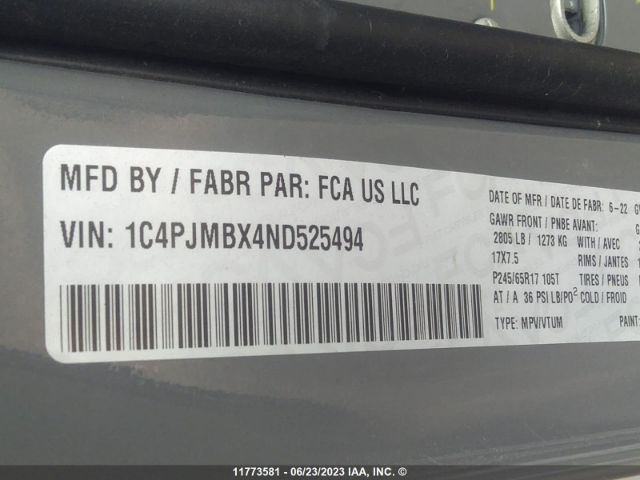 MFD BY / FABR PAR: FCA US LLC
VIN: 1C4PJMBX4ND525494
DATE OF MFR / DATE DE FABR: 6-22
GAWR FRONT / PNBE AVANT:
2805 LB / 1273 KG WITH / AVEC
17X7.5 RIMS / JANTES
P245/65R17 105T TIRES / PNEUS
AT / A 36 PSI LB/PO² COLD / FROID
TYPE: MPV/VTUM PAINT:
11773581 - 06/23/2023 IAA, Inc. ©